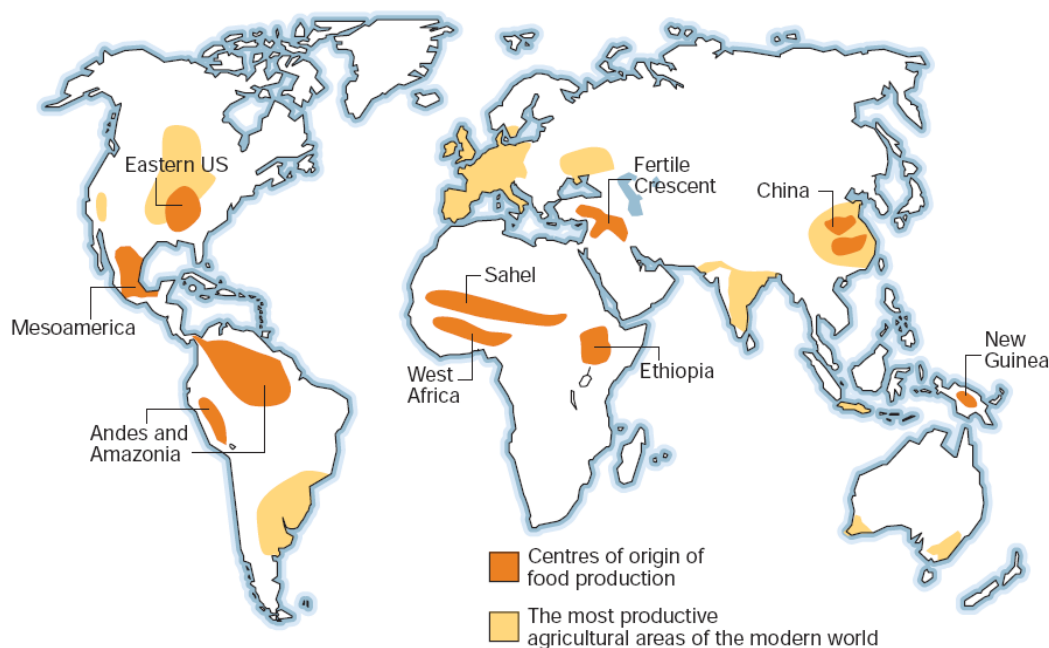 Eastern US
Fertile
Crescent
China
Sahel
Mesoamerica
New
Guinea
West
Africa
Ethiopia
Andes and
Amazonia
Centres of origin of
food production
The most productive
agricultural areas of the modern world